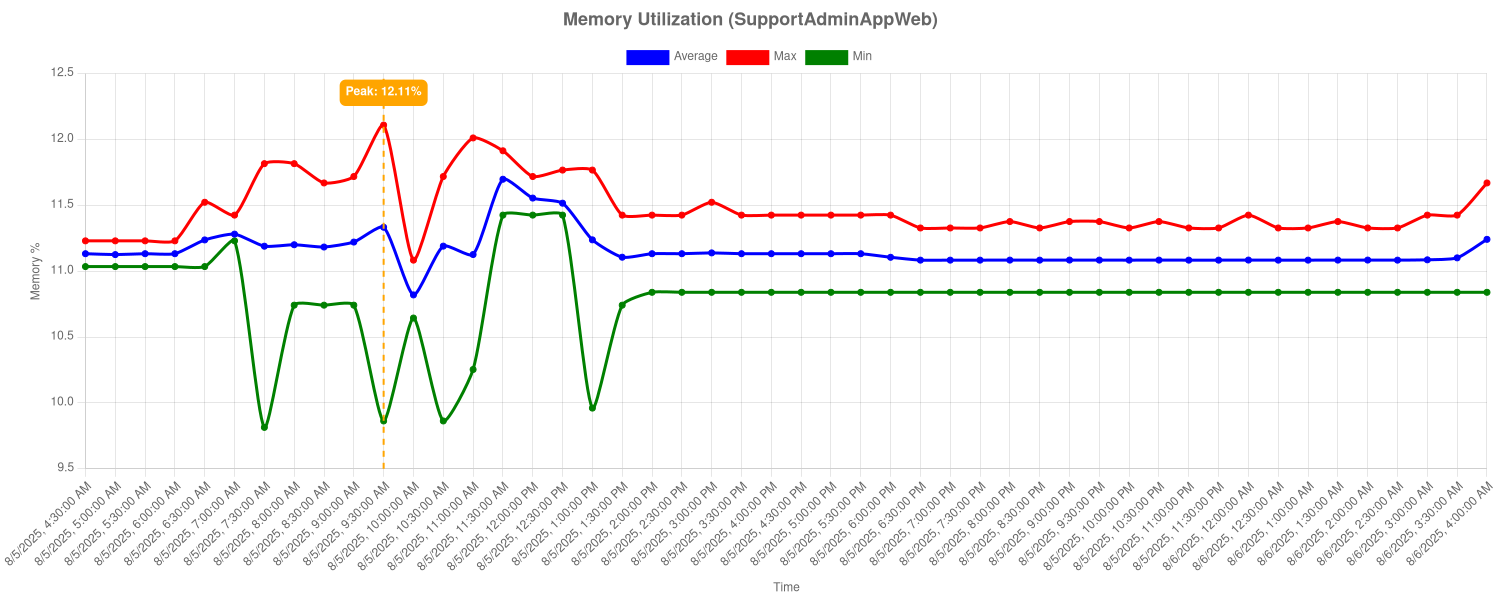 Memory Utilization (SupportAdminAppWeb)
Average Max Min
12.5
Peak: 12.11%
12.0
11.5
11.0
10.5
10.0
9.5
Memory %
8/5/2025, 4:30:00 AM
8/5/2025, 5:00:00 AM
8/5/2025, 5:30:00 AM
8/5/2025, 6:00:00 AM
8/5/2025, 6:30:00 AM
8/5/2025, 7:00:00 AM
8/5/2025, 7:30:00 AM
8/5/2025, 8:00:00 AM
8/5/2025, 8:30:00 AM
8/5/2025, 9:00:00 AM
8/5/2025, 9:30:00 AM
8/5/2025, 10:00:00 AM
8/5/2025, 10:30:00 AM
8/5/2025, 11:00:00 AM
8/5/2025, 11:30:00 AM
8/5/2025, 12:00:00 PM
8/5/2025, 12:30:00 PM
8/5/2025, 1:00:00 PM
8/5/2025, 1:30:00 PM
8/5/2025, 2:00:00 PM
8/5/2025, 2:30:00 PM
8/5/2025, 3:00:00 PM
8/5/2025, 3:30:00 PM
8/5/2025, 4:00:00 PM
8/5/2025, 4:30:00 PM
8/5/2025, 5:00:00 PM
8/5/2025, 5:30:00 PM
8/5/2025, 6:00:00 PM
8/5/2025, 6:30:00 PM
8/5/2025, 7:00:00 PM
8/5/2025, 7:30:00 PM
8/5/2025, 8:00:00 PM
8/5/2025, 8:30:00 PM
8/5/2025, 9:00:00 PM
8/5/2025, 9:30:00 PM
8/5/2025, 10:00:00 PM
8/5/2025, 10:30:00 PM
8/5/2025, 11:00:00 PM
8/5/2025, 11:30:00 PM
8/6/2025, 12:00:00 AM
8/6/2025, 12:30:00 AM
8/6/2025, 1:00:00 AM
8/6/2025, 1:30:00 AM
8/6/2025, 2:00:00 AM
8/6/2025, 2:30:00 AM
8/6/2025, 3:00:00 AM
8/6/2025, 3:30:00 AM
8/6/2025, 4:00:00 AM
Time